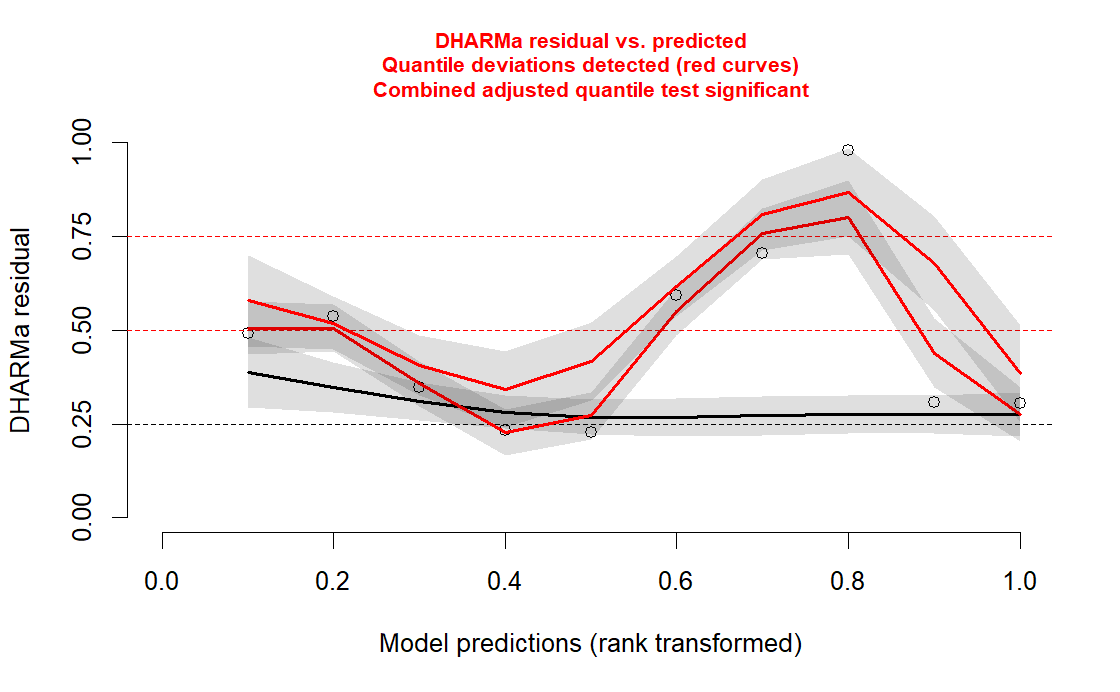 DHARMa residual vs. predicted
Quantile deviations detected (red curves)
Combined adjusted quantile test significant
DHARMa residual
1.00
0.75
0.50
0.25
0.00
0.0 0.2 0.4 0.6 0.8 1.0
Model predictions (rank transformed)